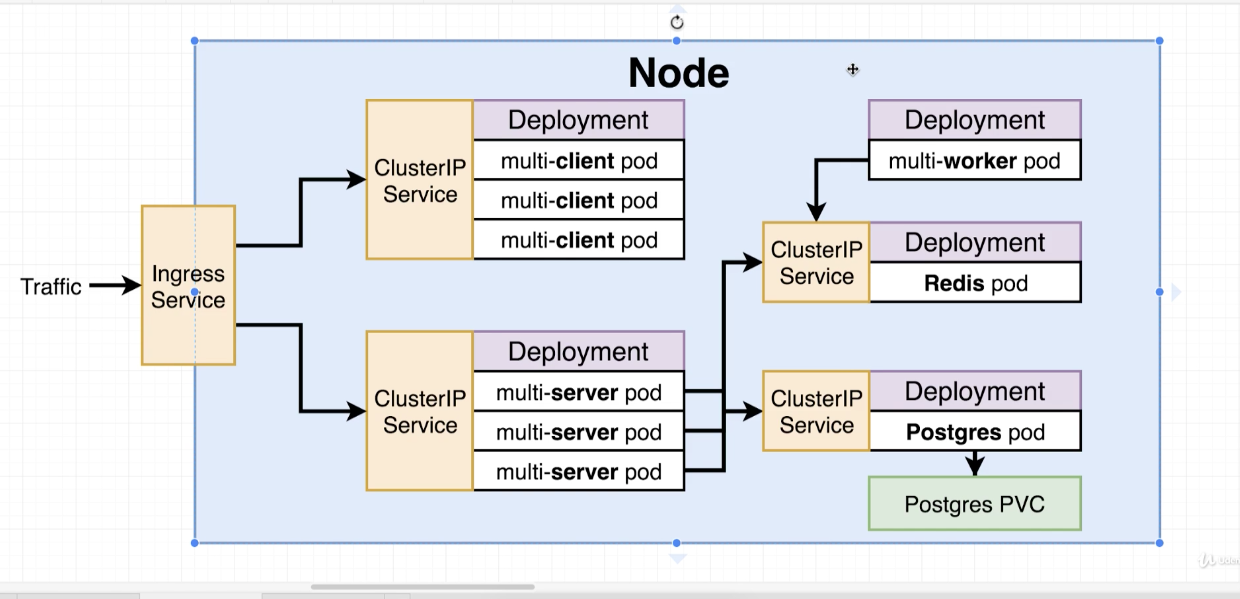 Node
Traffic
Ingress
Service
ClusterIP
Service
Deployment
multi-client pod
multi-client pod
multi-client pod
ClusterIP
Service
Deployment
multi-server pod
multi-server pod
multi-server pod
Deployment
multi-worker pod
ClusterIP
Service
Deployment
Redis pod
ClusterIP
Service
Deployment
Postgres pod
Postgres PVC